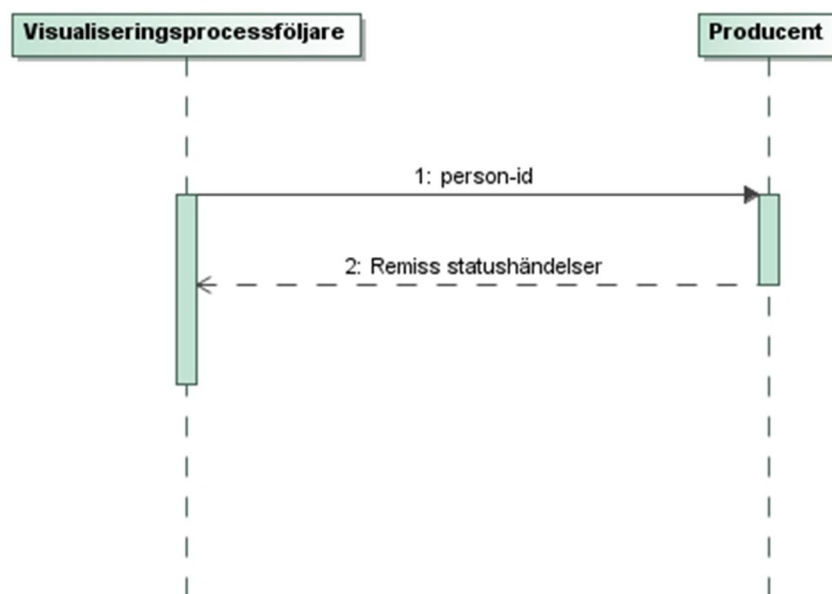 Visualiseringsprocessföljare
Producent
1: person-id
2: Remiss statushändelser